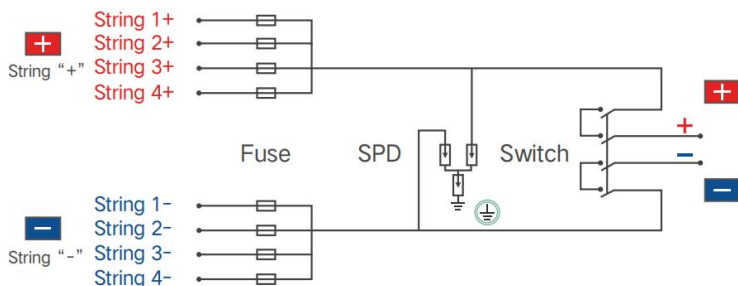 String 1+
String 2+
+
String 3+
String “+”
String 4+
+
+
Fuse
SPD
Switch
−
−
String 1−
String 2−
−
String 3−
String “-”
String 4−